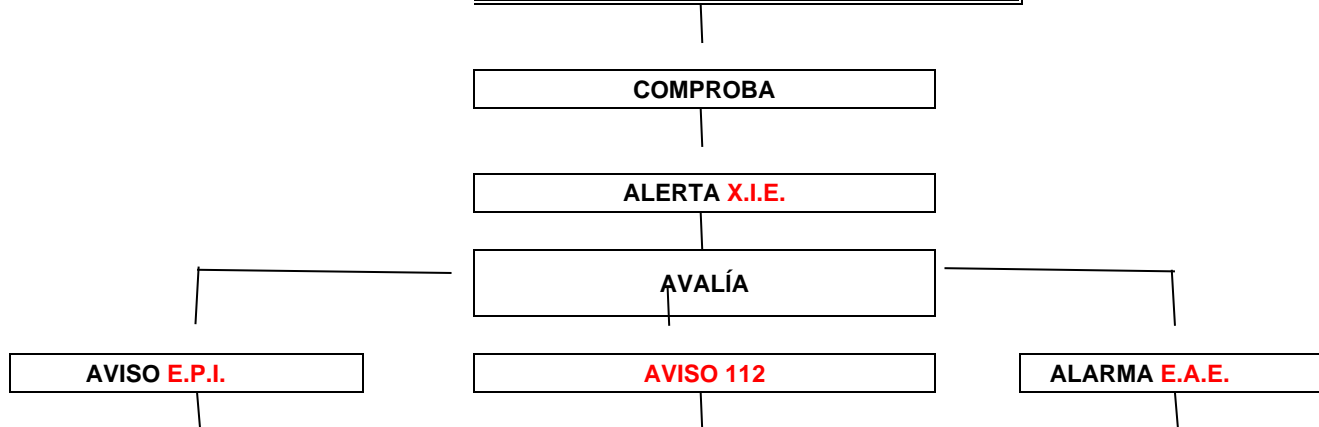 COMPROBA
ALERTA X.I.E.
AVALÍA
AVISO E.P.I.
AVISO 112
ALARMA E.A.E.